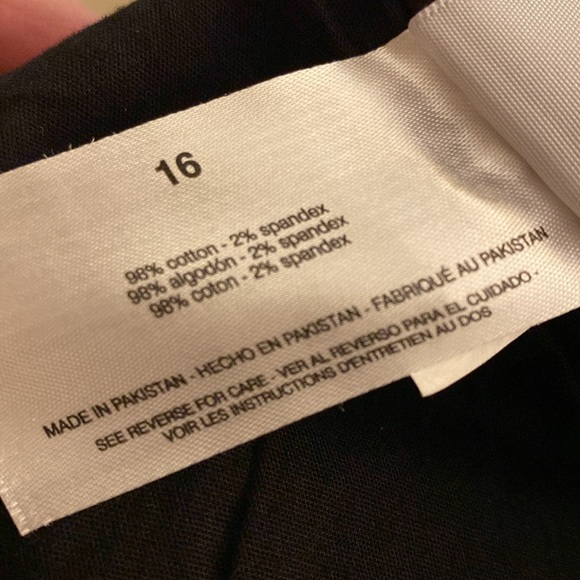 16
98% cotton - 2% spandex
98% algodón - 2% spandex
98% coton - 2% spandex
MADE IN PAKISTAN - HECHO EN PAKISTAN - FABRIQUÉ AU PAKISTAN
SEE REVERSE FOR CARE - VER AL REVERSO PARA EL CUIDADO -
VOIR LES INSTRUCTIONS D'ENTRETIEN AU DOS